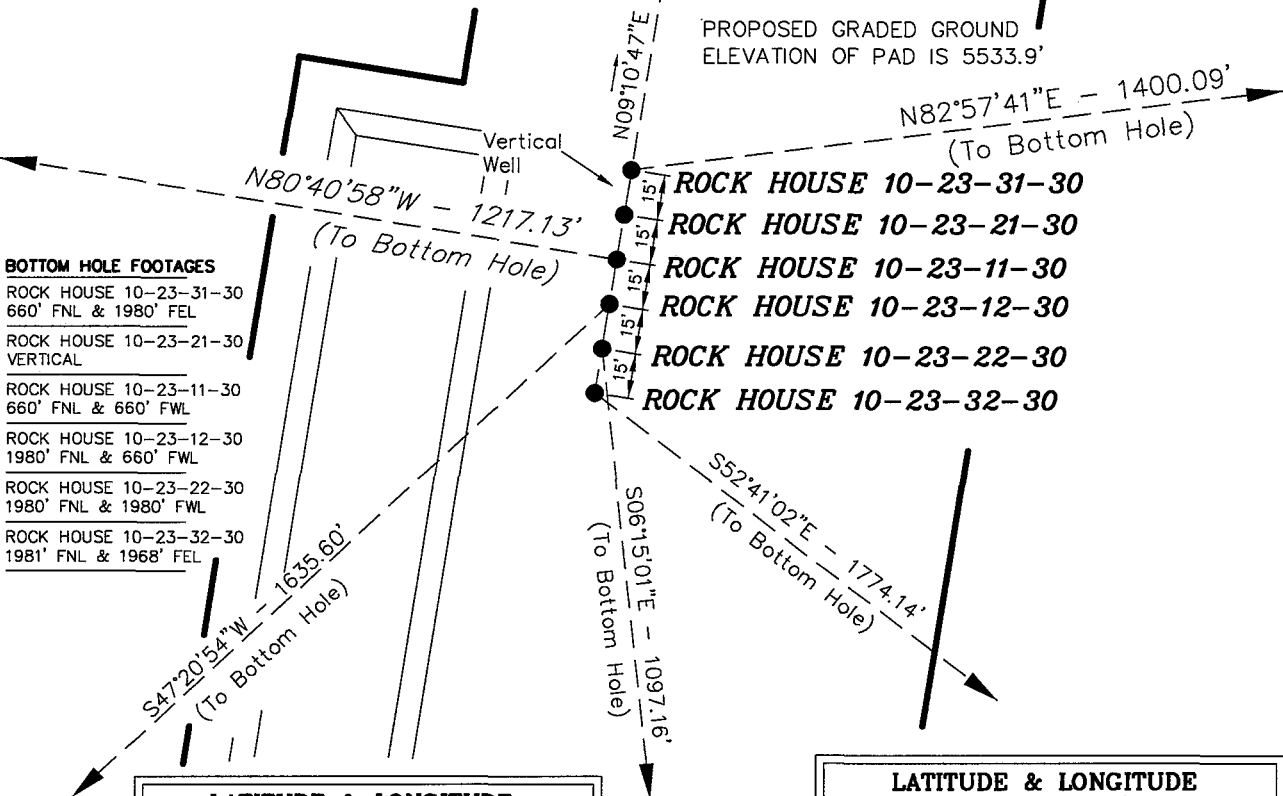 PROPOSED GRADED GROUND
ELEVATION OF PAD IS 5533.9'
N09°10'47"E
N82°57'41"E - 1400.09'
(To Bottom Hole)
Vertical
Well
N80°40'58"W - 1217.13'
(To Bottom Hole)
15'
15'
15'
15'
15'
ROCK HOUSE 10-23-31-30
ROCK HOUSE 10-23-21-30
ROCK HOUSE 10-23-11-30
ROCK HOUSE 10-23-12-30
ROCK HOUSE 10-23-22-30
ROCK HOUSE 10-23-32-30
BOTTOM HOLE FOOTAGES
ROCK HOUSE 10-23-31-30
660' FNL & 1980' FEL
ROCK HOUSE 10-23-21-30
VERTICAL
ROCK HOUSE 10-23-11-30
660' FNL & 660' FWL
ROCK HOUSE 10-23-12-30
1980' FNL & 660' FWL
ROCK HOUSE 10-23-22-30
1980' FNL & 1980' FWL
ROCK HOUSE 10-23-32-30
1981' FNL & 1968' FEL
S47°20'54"W - 1635.60'
(To Bottom Hole)
S06°15'01"E - 1097.16'
(To Bottom Hole)
S52°41'02"E - 1774.14'
(To Bottom Hole)
LATITUDE & LONGITUDE
LATITUDE & LONGITUDE